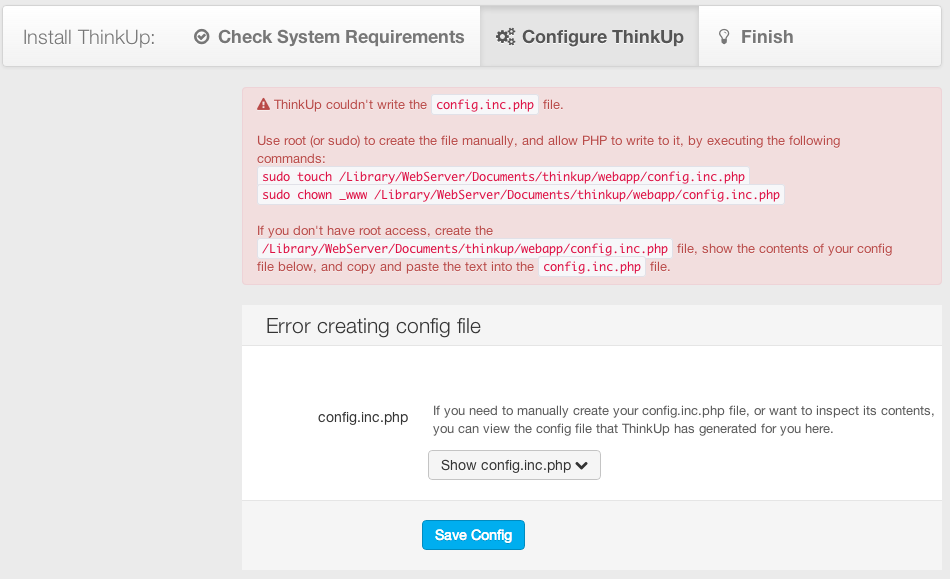 Install ThinkUp: Check System Requirements Configure ThinkUp Finish
ThinkUp couldn't write the config.inc.php file.
Use root (or sudo) to create the file manually, and allow PHP to write to it, by executing the following
commands:
sudo touch /Library/WebServer/Documents/thinkup/webapp/config.inc.php
sudo chown _www /Library/WebServer/Documents/thinkup/webapp/config.inc.php
If you don't have root access, create the
/Library/WebServer/Documents/thinkup/webapp/config.inc.php file, show the contents of your config
file below, and copy and paste the text into the config.inc.php file.
Error creating config file
config.inc.php
If you need to manually create your config.inc.php file, or want to inspect its contents,
you can view the config file that ThinkUp has generated for you here.
Show config.inc.php
Save Config